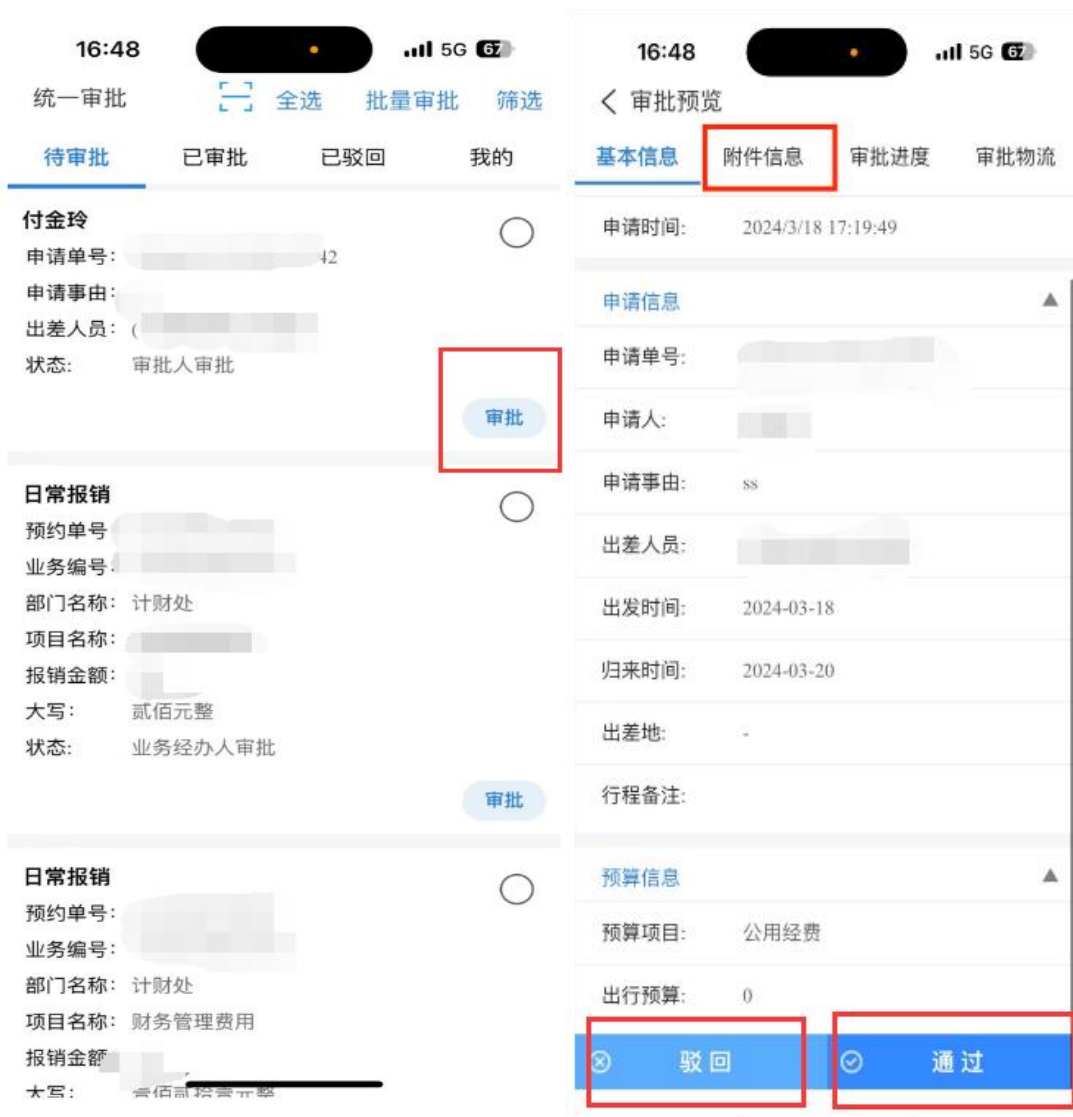 16:48
5G 67
统一审批
全选
批量审批
筛选
待审批
已审批
已驳回
我的
付金玲
申请单号:
42
申请事由:
出差人员: (
状态: 审批人审批
审批
日常报销
预约单号
业务编号:
部门名称: 计财处
项目名称:
报销金额:
大写: 贰佰元整
状态: 业务经办人审批
审批
日常报销
预约单号:
业务编号:
部门名称: 计财处
项目名称: 财务管理费用
报销金额
大写: 壹佰贰拾壹元整
16:48
5G 67
审批预览
基本信息
附件信息
审批进度
审批物流
申请时间: 2024/3/18 17:19:49
申请信息
申请单号:
申请人:
申请事由: ss
出差人员:
出发时间: 2024-03-18
归来时间: 2024-03-20
出差地: -
行程备注:
预算信息
预算项目: 公用经费
出行预算: 0
驳回
通过